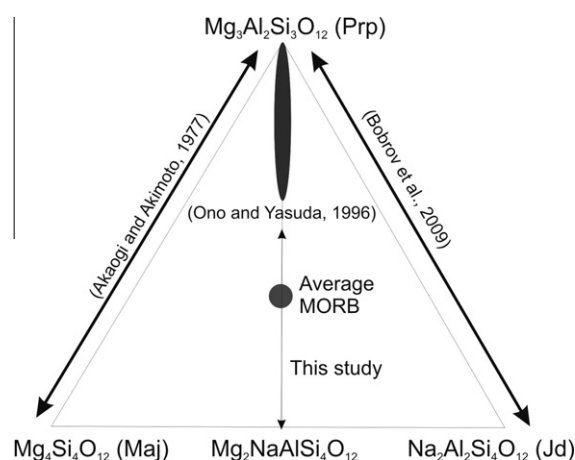 Mg₃Al₂Si₃O₁₂ (Prp)
(Akaogi and Akimoto, 1977)
(Bobrov et al., 2009)
(Ono and Yasuda, 1996)
Average
MORB
This study
Mg₄Si₄O₁₂ (Maj)
Mg₂NaAlSi₄O₁₂
Na₂Al₂Si₄O₁₂ (Jd)